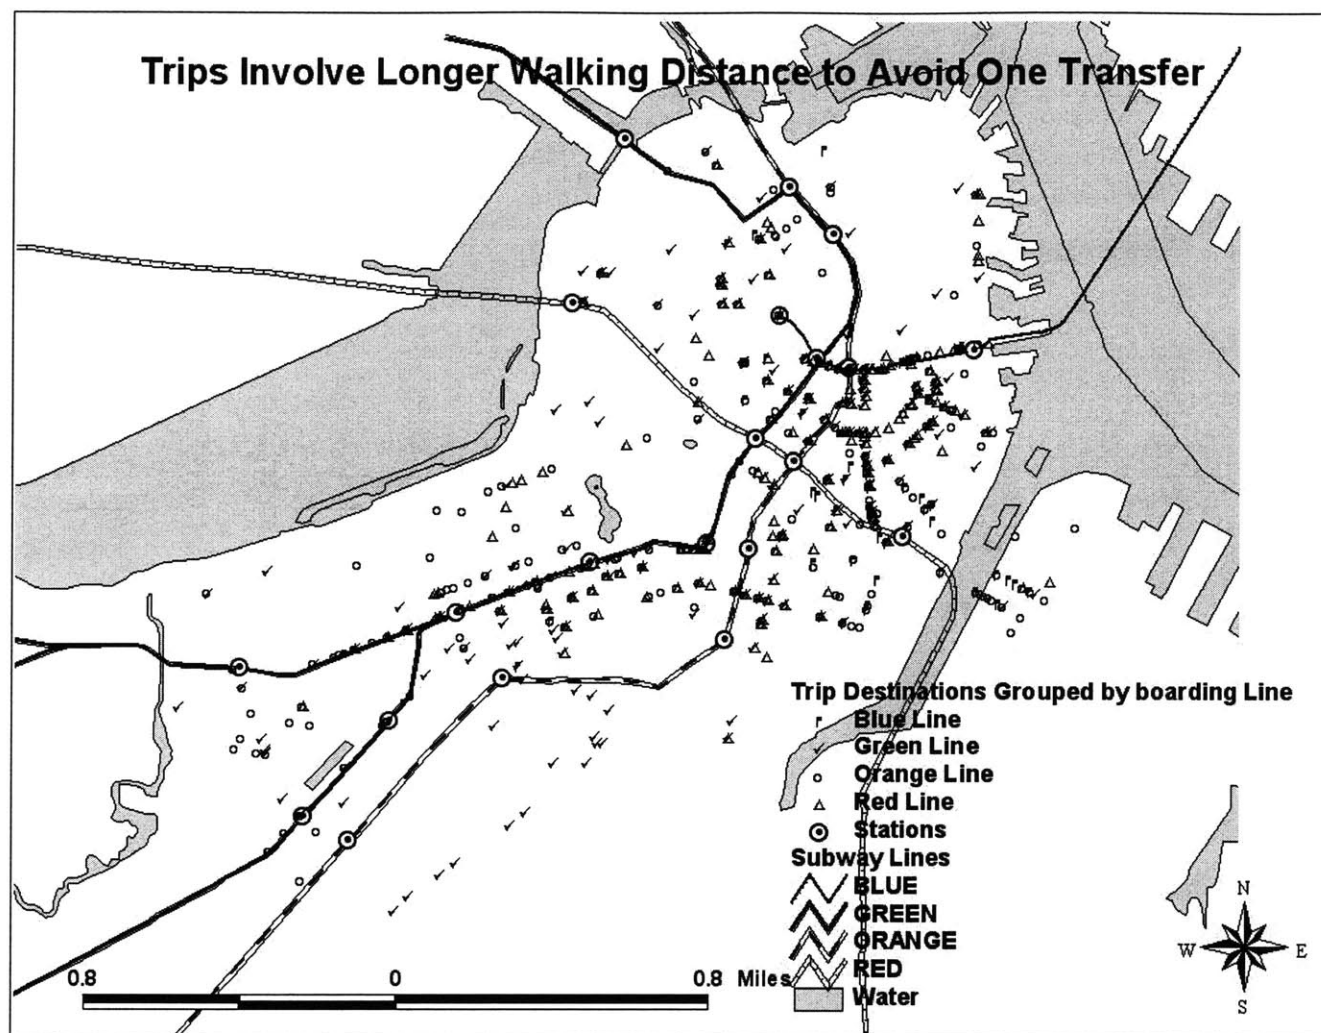 Trips Involve Longer Walking Distance to Avoid One Transfer
Trip Destinations Grouped by boarding Line
Blue Line
Green Line
Orange Line
Red Line
Stations
Subway Lines
BLUE
GREEN
ORANGE
RED
Water
0.8 0 0.8 Miles
N
W E
S